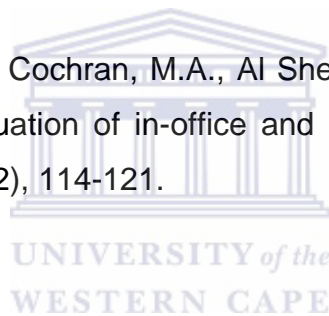 Cochran, M.A., Al She
uation of in-office and
2), 114-121.
UNIVERSITY of the
WESTERN CAPE